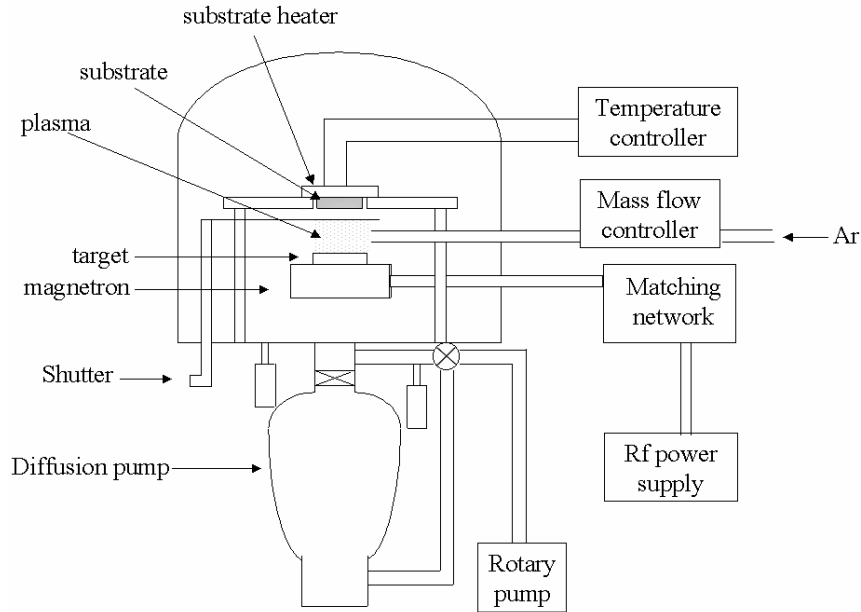 substrate heater
substrate
plasma
Temperature
controller
Mass flow
controller
Ar
target
magnetron
Matching
network
Shutter
Diffusion pump
Rf power
supply
Rotary
pump